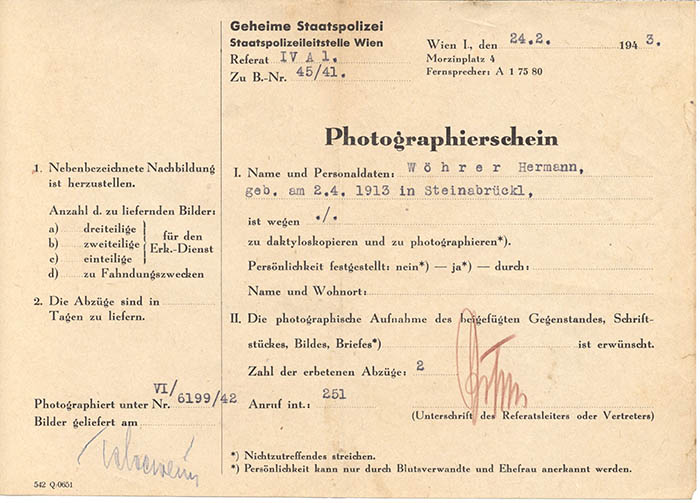 Geheime Staatspolizei
Staatspolizeileitstelle Wien
Referat IV A 1.
Zu B.-Nr. 45/41.
Wien I., den 24.2. 1943.
Morzinplatz 4
Fernsprecher: A 1 75 80
Photographierschein
1. Nebenbezeichnete Nachbildung
ist herzustellen.
Anzahl d. zu liefernden Bilder:
a) dreiteilige
b) zweiteilige
c) einteilige
für den
Erk.-Dienst
d) zu Fahndungszwecken
2. Die Abzüge sind in
Tagen zu liefern.
Photographiert unter Nr. VI/6199/42
Bilder geliefert am
542 Q-0651
I. Name und Personaldaten: Wöhrer Hermann,
geb. am 2.4. 1913 in Steinabrückl,
ist wegen ./.
zu daktyloskopieren und zu photographieren*).
Persönlichkeit festgestellt: nein*) — ja*) — durch:
Name und Wohnort:
II. Die photographische Aufnahme des beigefügten Gegenstandes, Schrift-
stückes, Bildes, Briefes*) ist erwünscht.
Zahl der erbetenen Abzüge: 2
Anruf int.: 251
(Unterschrift des Referatsleiters oder Vertreters)
*) Nichtzutreffendes streichen.
*) Persönlichkeit kann nur durch Blutsverwandte und Ehefrau anerkannt werden.